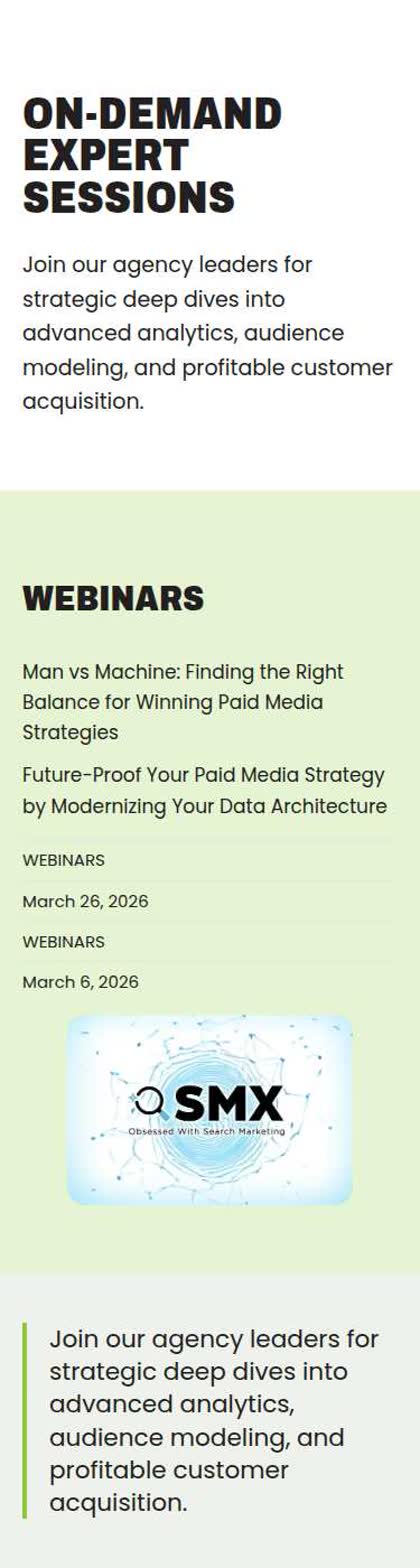 ON-DEMAND
EXPERT
SESSIONS
Join our agency leaders for
strategic deep dives into
advanced analytics, audience
modeling, and profitable customer
acquisition.
WEBINARS
Man vs Machine: Finding the Right
Balance for Winning Paid Media
Strategies
Future-Proof Your Paid Media Strategy
by Modernizing Your Data Architecture
WEBINARS
March 26, 2026
WEBINARS
March 6, 2026
SMX
Obsessed With Search Marketing
Join our agency leaders for
strategic deep dives into
advanced analytics,
audience modeling, and
profitable customer
acquisition.